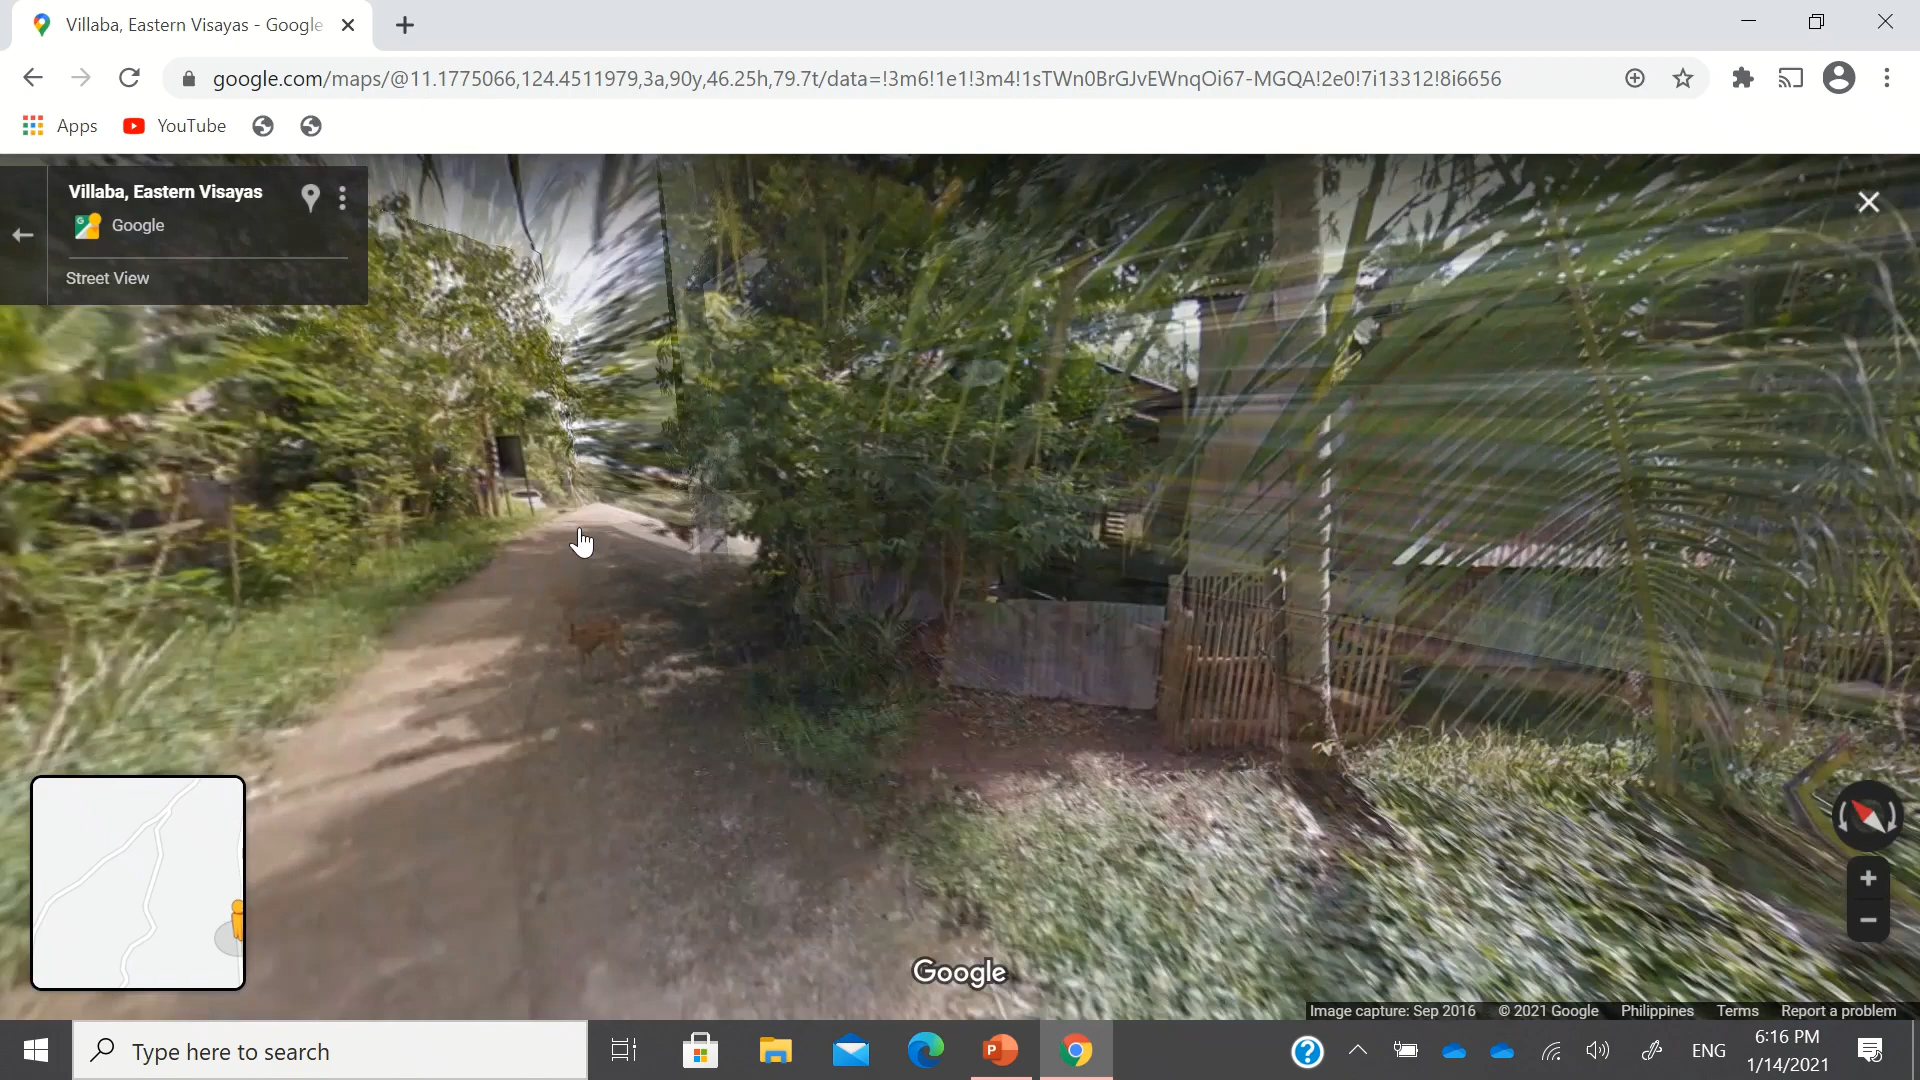 Villaba, Eastern Visayas - Google
google.com/maps/@11.1775066,124.4511979,3a,90y,46.25h,79.7t/data=!3m6!1e1!3m4!1sTWn0BrGJvEWnqOi67-MGQA!2e0!7i13312!8i6656
Apps YouTube
Villaba, Eastern Visayas
Google
Street View
Google
Image capture: Sep 2016 © 2021 Google Philippines Terms Report a problem
Type here to search
ENG
6:16 PM
1/14/2021